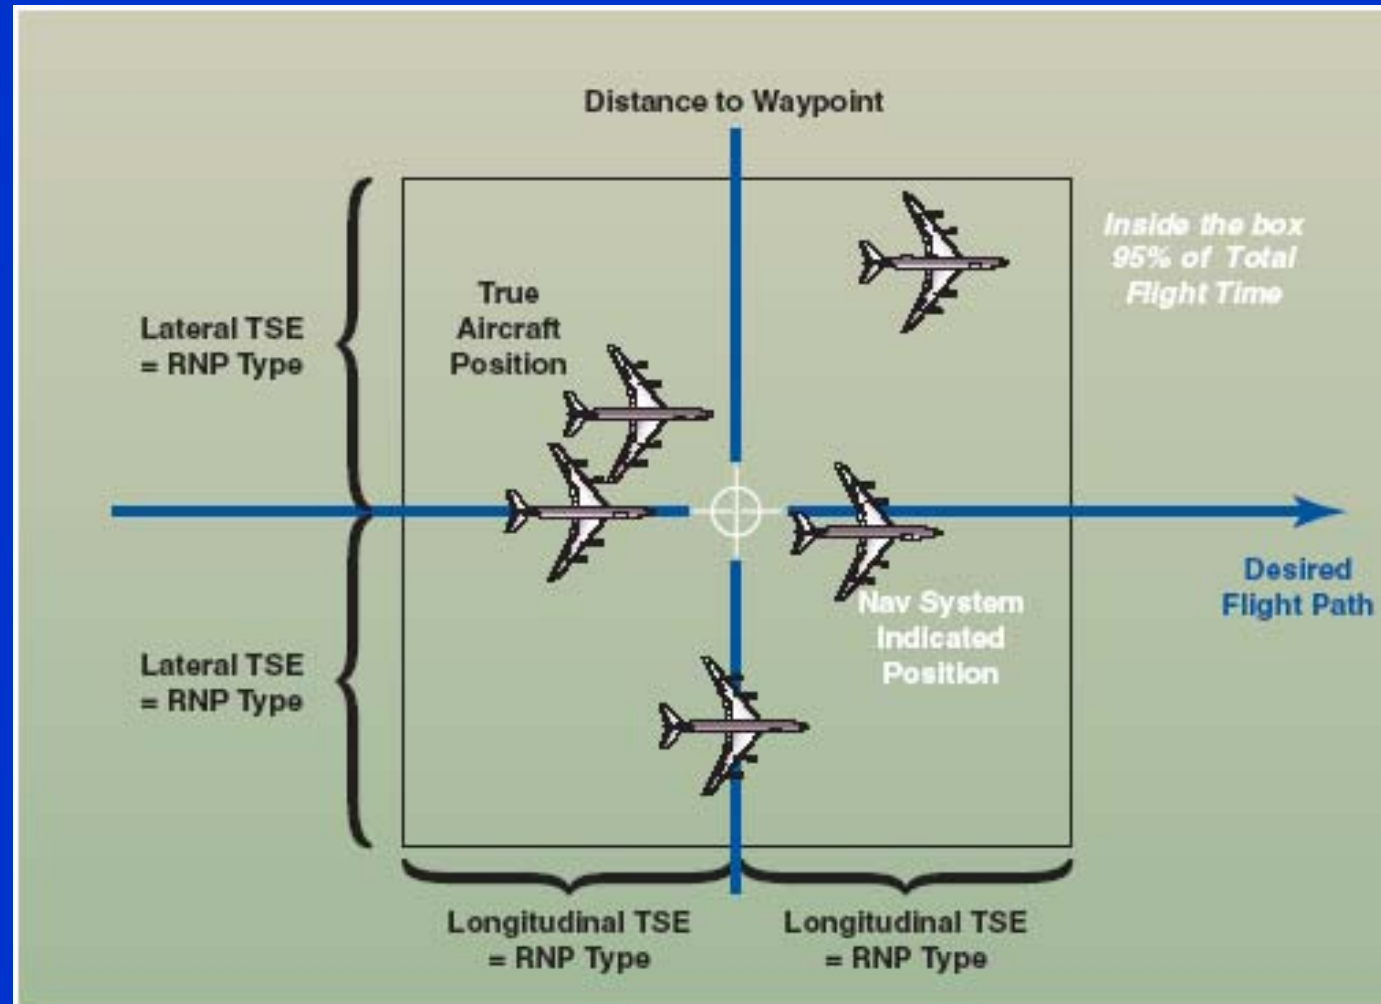 Distance to Waypoint
Inside the box
95% of Total
Flight Time
True
Aircraft
Position
Lateral TSE
= RNP Type
Desired
Flight Path
Nav System
Indicated
Position
Lateral TSE
= RNP Type
Longitudinal TSE
= RNP Type
Longitudinal TSE
= RNP Type